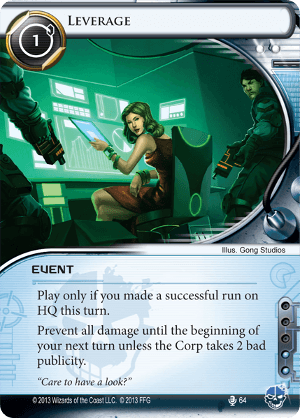 LEVERAGE
1
Illus. Gong Studios
EVENT
Play only if you made a successful run on
HQ this turn.
Prevent all damage until the beginning of
your next turn unless the Corp takes 2 bad
publicity.
“Care to have a look?”
© 2013 Wizards of the Coast LLC. © 2013 FFG
64